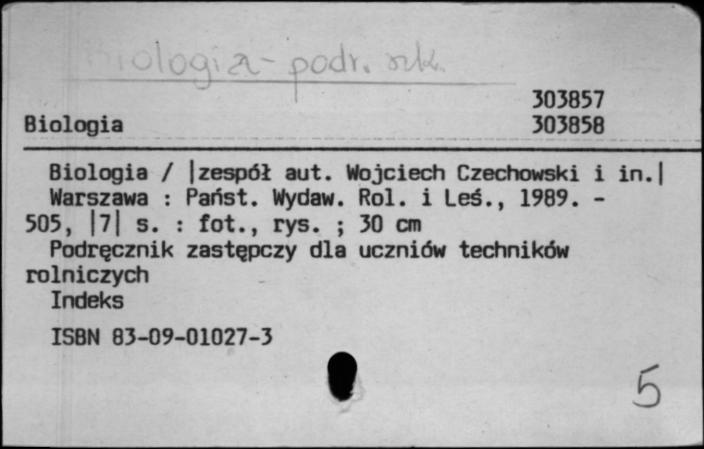 Biologia - podr. szk.
303857
Biologia 303858
Biologia / |zespół aut. Wojciech Czechowski i in.|
Warszawa : Państ. Wydaw. Rol. i Leś., 1989. -
505, |7| s. : fot., rys. ; 30 cm
Podręcznik zastępczy dla uczniów techników
rolniczych
Indeks
ISBN 83-09-01027-3
5